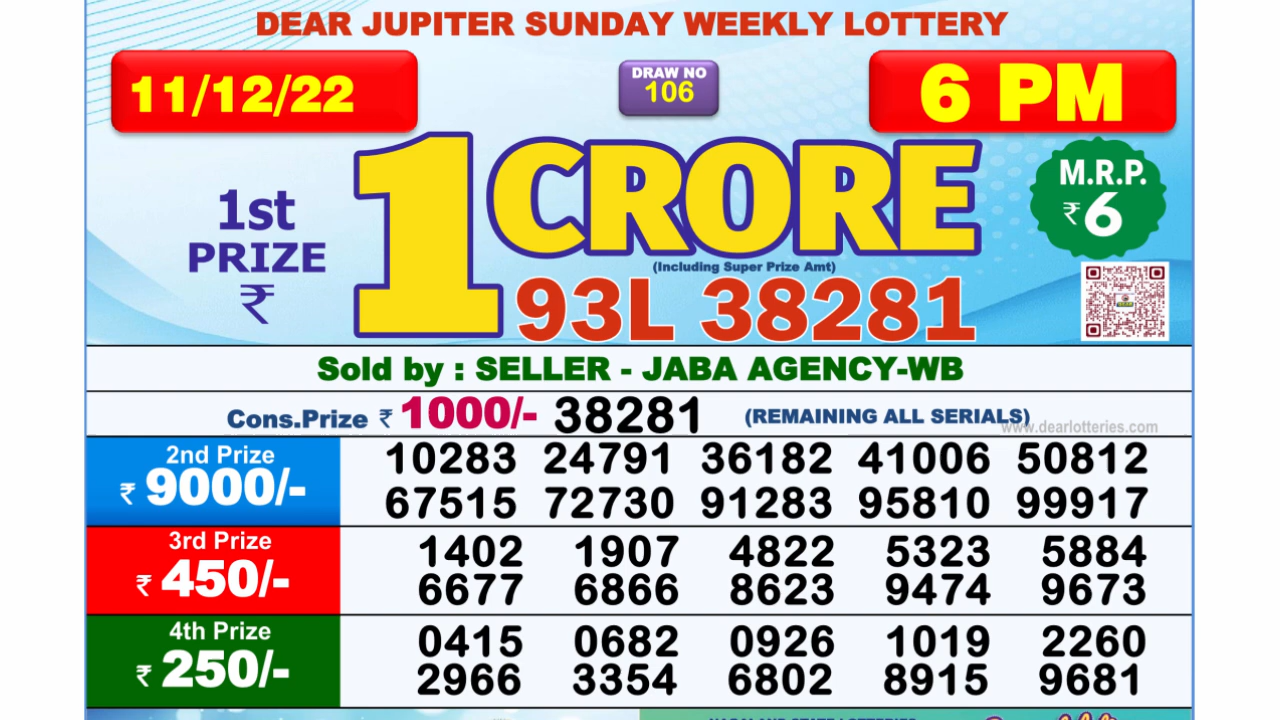 DEAR JUPITER SUNDAY WEEKLY LOTTERY
11/12/22
DRAW NO
106
6 PM
1st
PRIZE
₹
1 CRORE
(Including Super Prize Amt)
93L 38281
M.R.P.
₹6
Sold by : SELLER - JABA AGENCY-WB
Cons.Prize ₹ 1000/- 38281 (REMAINING ALL SERIALS)
www.dearlotteries.com
2nd Prize
₹ 9000/-
10283 24791 36182 41006 50812
67515 72730 91283 95810 99917
3rd Prize
₹ 450/-
1402 1907 4822 5323 5884
6677 6866 8623 9474 9673
4th Prize
₹ 250/-
0415 0682 0926 1019 2260
2966 3354 6802 8915 9681